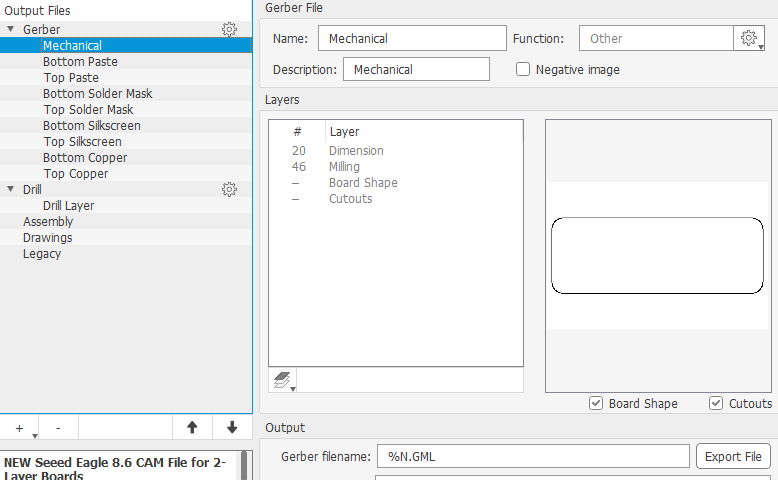 Output Files
Gerber
Mechanical
Bottom Paste
Top Paste
Bottom Solder Mask
Top Solder Mask
Bottom Silkscreen
Top Silkscreen
Bottom Copper
Top Copper
Drill
Drill Layer
Assembly
Drawings
Legacy
+ -
NEW Seeed Eagle 8.6 CAM File for 2-
Layer Boards
Gerber File
Name: Mechanical Function: Other
Description: Mechanical Negative image
Layers
# Layer
20 Dimension
46 Milling
– Board Shape
– Cutouts
Board Shape Cutouts
Output
Gerber filename: %N.GML Export File